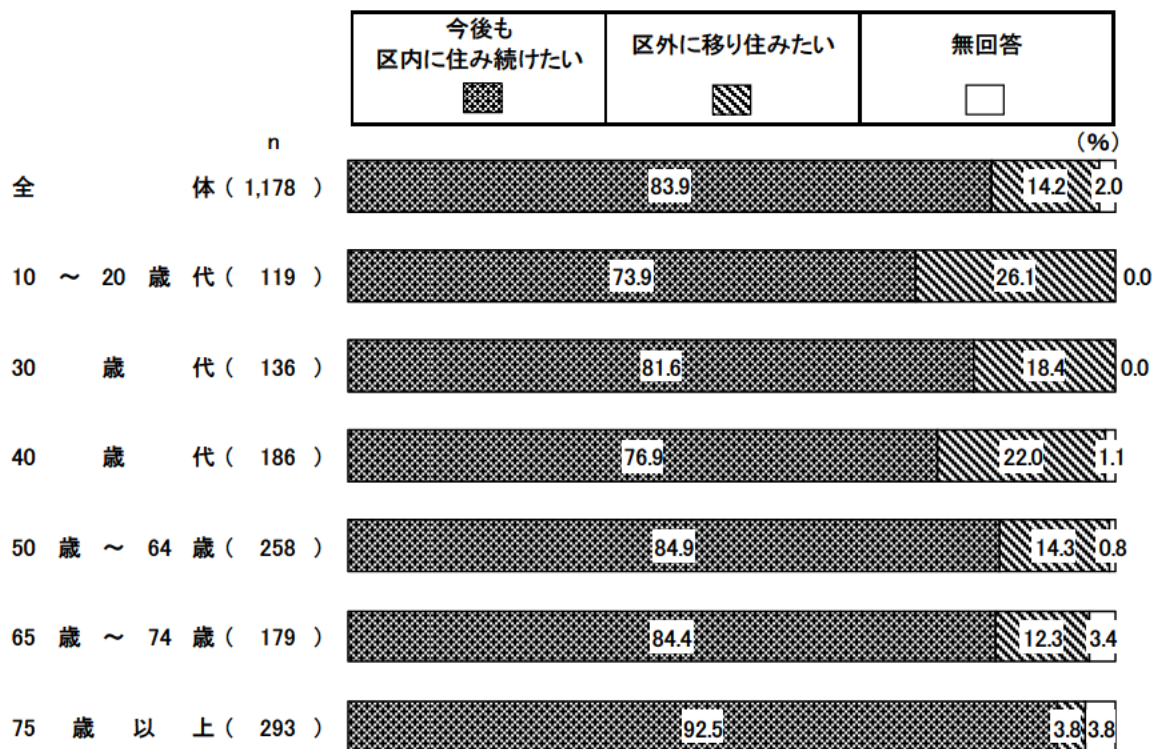 今後も
区内に住み続けたい
区外に移り住みたい
無回答
n
(%)
全体( 1,178 ) 83.9 14.2 2.0
10 ～ 20 歳代( 119 ) 73.9 26.1 0.0
30 歳代( 136 ) 81.6 18.4 0.0
40 歳代( 186 ) 76.9 22.0 1.1
50 歳 ～ 64 歳( 258 ) 84.9 14.3 0.8
65 歳 ～ 74 歳( 179 ) 84.4 12.3 3.4
75 歳以上( 293 ) 92.5 3.8 3.8